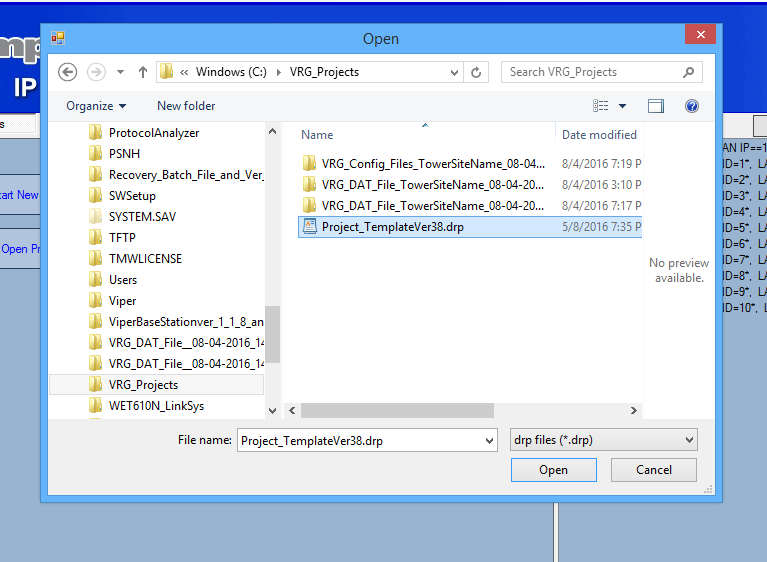 Open
IP
« Windows (C:) ▸ VRG_Projects
Search VRG_Projects
Organize
New folder
ProtocolAnalyzer
PSNH
Recovery_Batch_File_and_Ver_
SWSetup
SYSTEM.SAV
TFTP
TMWLICENSE
Users
Viper
ViperBaseStationver_1_1_8_an
VRG_DAT_File__08-04-2016_14
VRG_DAT_File__08-04-2016_14
VRG_Projects
WET610N_LinkSys
Name Date modified
VRG_Config_Files_TowerSiteName_08-04... 8/4/2016 7:19 P
VRG_DAT_File_TowerSiteName_08-04-20... 8/4/2016 3:10 P
VRG_DAT_File_TowerSiteName_08-04-20... 8/4/2016 7:17 P
Project_TemplateVer38.drp 5/8/2016 7:35 P
No preview
available.
File name: Project_TemplateVer38.drp
drp files (*.drp)
Open Cancel
tart New
Open Pr
AN IP==1
ID=1*, LA
ID=2*, LA
ID=3*, LA
ID=4*, LA
ID=5*, LA
ID=6*, LA
ID=7*, LA
ID=8*, LA
ID=9*, LA
ID=10*, L